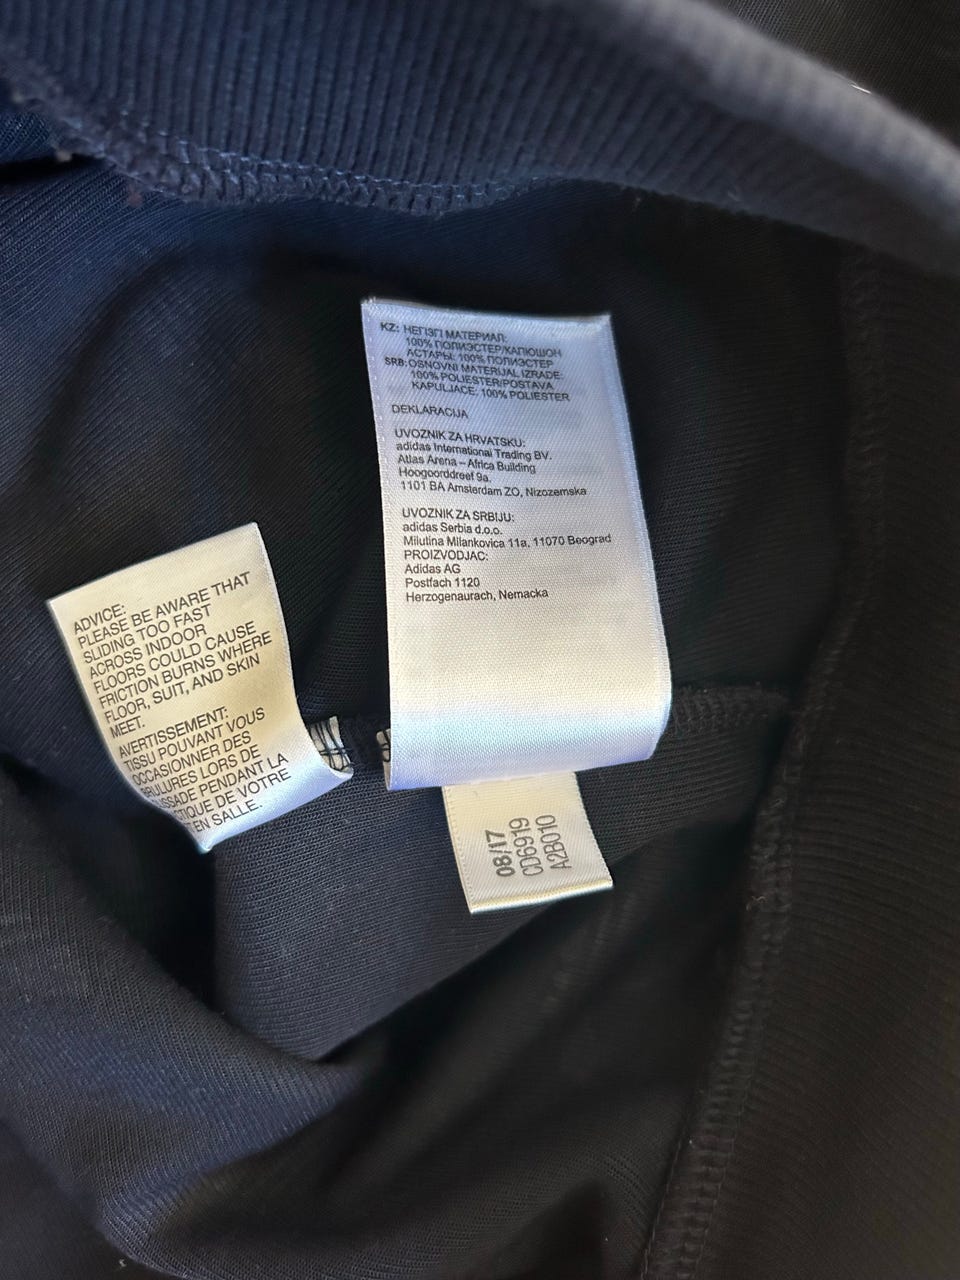 KZ: НЕГІЗГІ МАТЕРИАЛ:
100% ПОЛИЭСТЕР/КАПЮШОН
АСТАРЫ: 100% ПОЛИЭСТЕР
SRB: OSNOVNI MATERIJAL IZRADE:
100% POLIESTER/POSTAVA
KAPULJACE: 100% POLIESTER
DEKLARACIJA
UVOZNIK ZA HRVATSKU:
adidas International Trading BV.
Atlas Arena – Africa Building
Hoogoorddreef 9a.
1101 BA Amsterdam ZO, Nizozemska
UVOZNIK ZA SRBIJU:
adidas Serbia d.o.o.
Milutina Milankovica 11a, 11070 Beograd
PROIZVODJAC:
Adidas AG
Postfach 1120
Herzogenaurach, Nemacka
ADVICE:
PLEASE BE AWARE THAT
SLIDING TOO FAST
ACROSS INDOOR
FLOORS COULD CAUSE
FRICTION BURNS WHERE
FLOOR, SUIT, AND SKIN
MEET.
AVERTISSEMENT:
TISSU POUVANT VOUS
OCCASIONNER DES
BRULURES LORS DE
PENDANT LA
DE VOTRE
EN SALLE.
08/17
CD6919
A2B010